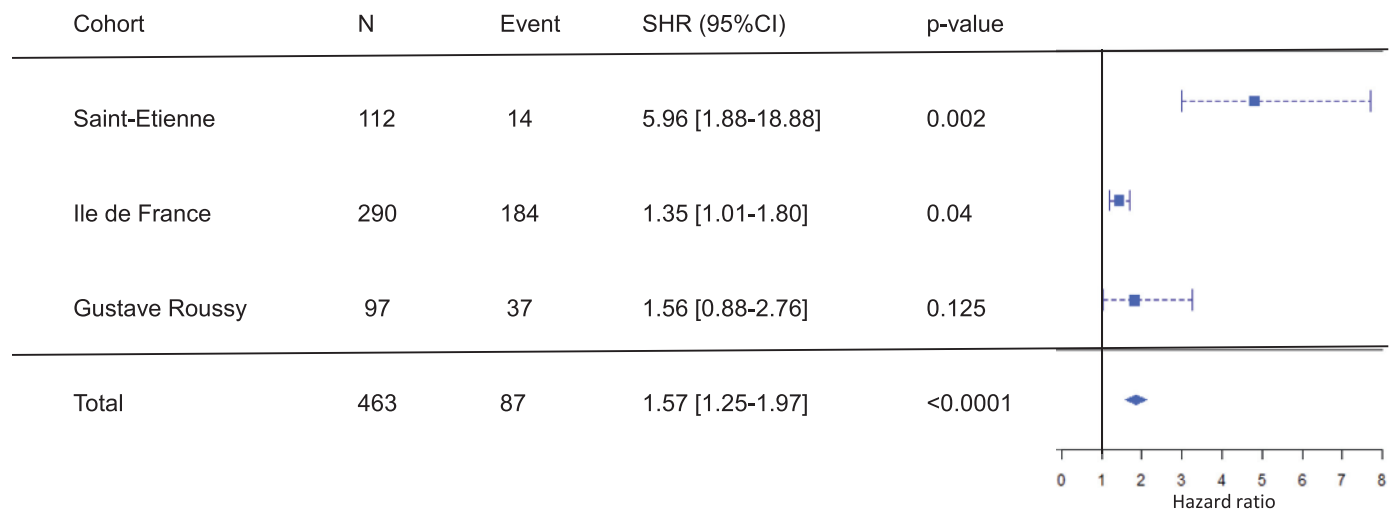 Cohort N Event SHR (95%CI) p-value
Saint-Etienne 112 14 5.96 [1.88-18.88] 0.002
Ile de France 290 184 1.35 [1.01-1.80] 0.04
Gustave Roussy 97 37 1.56 [0.88-2.76] 0.125
Total 463 87 1.57 [1.25-1.97] <0.0001
0 1 2 3 4 5 6 7 8
Hazard ratio